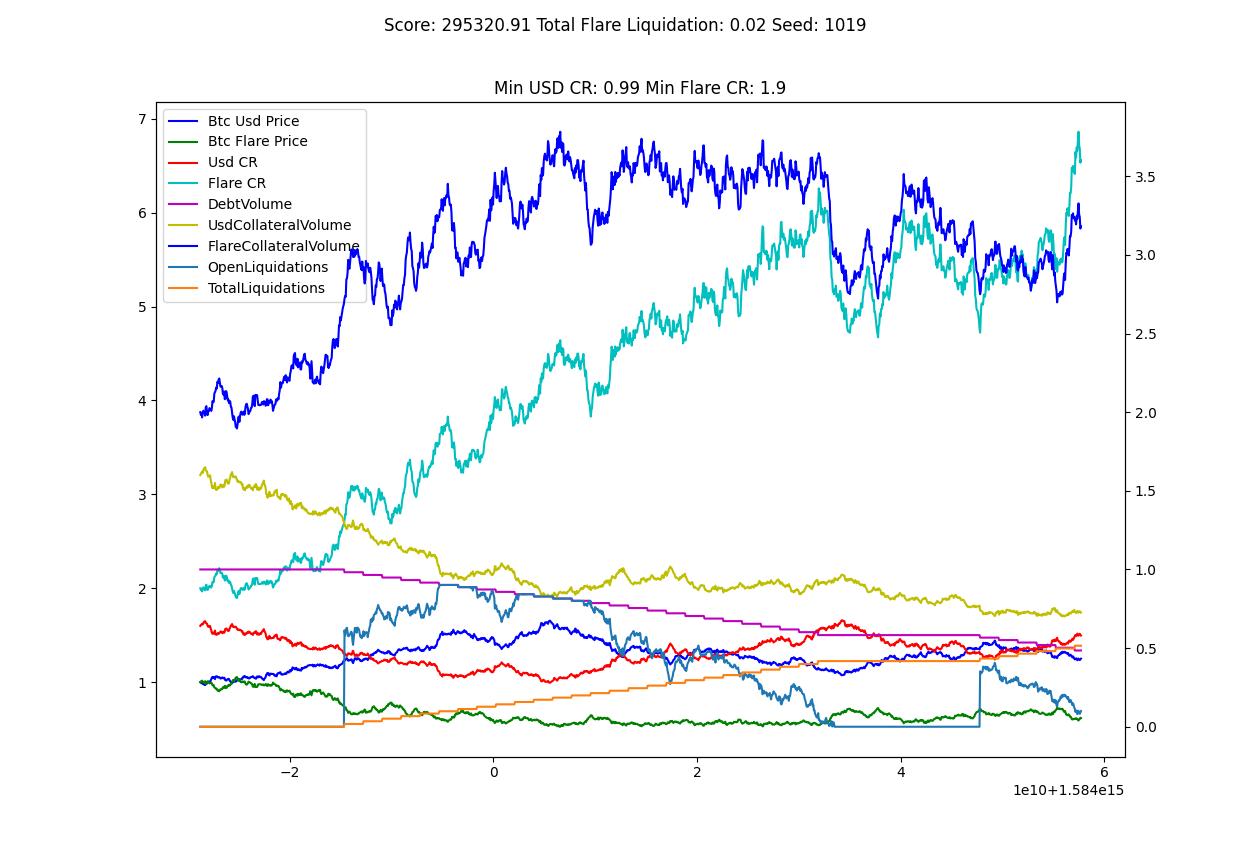 Score: 295320.91 Total Flare Liquidation: 0.02 Seed: 1019
Min USD CR: 0.99 Min Flare CR: 1.9
Btc Usd Price
Btc Flare Price
Usd CR
Flare CR
DebtVolume
UsdCollateralVolume
FlareCollateralVolume
OpenLiquidations
TotalLiquidations
7
6
5
4
3
2
1
3.5
3.0
2.5
2.0
1.5
1.0
0.5
0.0
−2 0 2 4 6
1e10+1.584e15